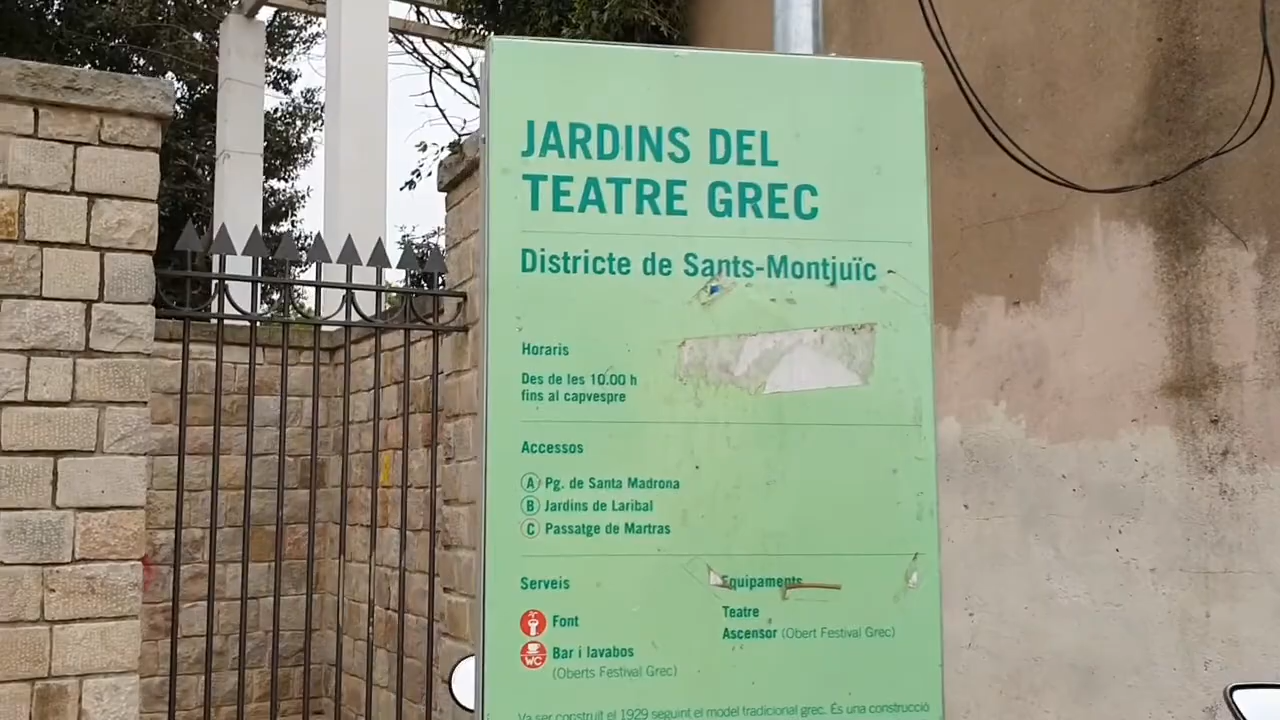 JARDINS DEL
TEATRE GREC
Districte de Sants-Montjuïc
Horaris
Des de les 10.00 h
fins al capvespre
Accessos
A Pg. de Santa Madrona
B Jardins de Laribal
C Passatge de Martras
Serveis
Font
WC Bar i lavabos
(Oberts Festival Grec)
Equipaments
Teatre
Ascensor (Obert Festival Grec)
Va ser construït el 1929 seguint el model tradicional grec. És una construcció